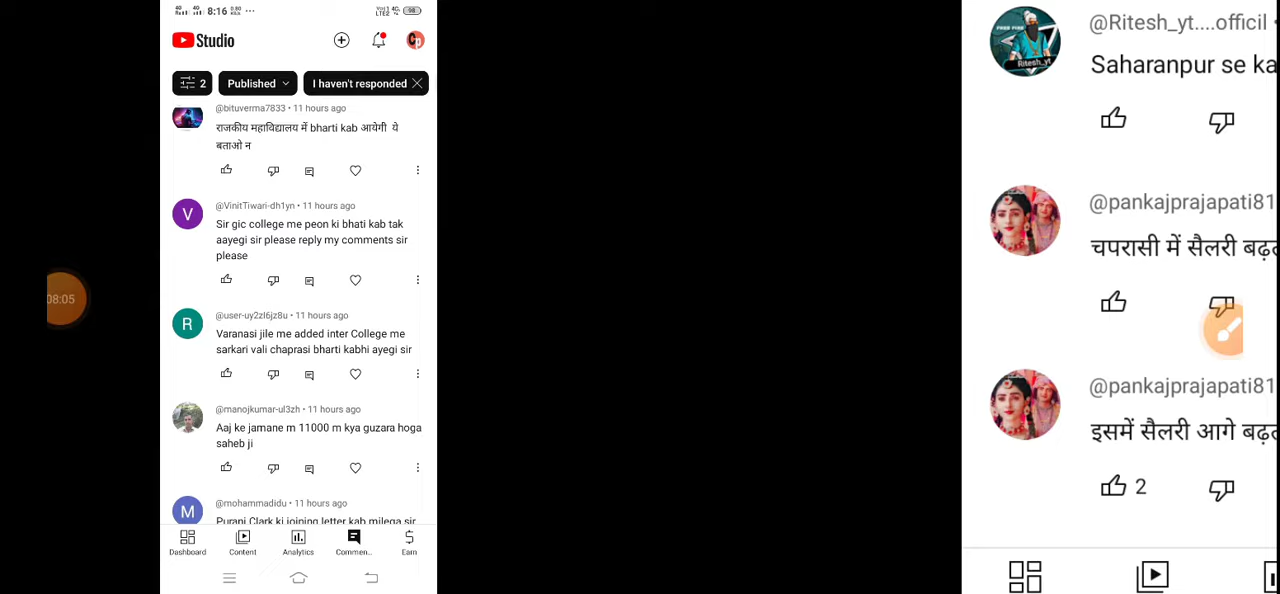 8:16
98
Studio
2
Published
I haven't responded
@bituverma7833 • 11 hours ago
राजकीय महाविद्यालय में bharti kab आयेगी ये
बताओ न
V
@VinitTiwari-dh1yn • 11 hours ago
Sir gic college me peon ki bhati kab tak
aayegi sir please reply my comments sir
please
R
@user-uy2zl6jz8u • 11 hours ago
Varanasi jile me added inter College me
sarkari vali chaprasi bharti kabhi ayegi sir
@manojkumar-ul3zh • 11 hours ago
Aaj ke jamane m 11000 m kya guzara hoga
saheb ji
M
@mohammadidu • 11 hours ago
Purani Clark ki joining letter kab milega sir
Dashboard
Content
Analytics
Commen...
Earn
08:05
@Ritesh_yt....officil
Saharanpur se ka
@pankajprajapati81
चपरासी में सैलरी बढ़त
@pankajprajapati81
इसमें सैलरी आगे बढ़त
2